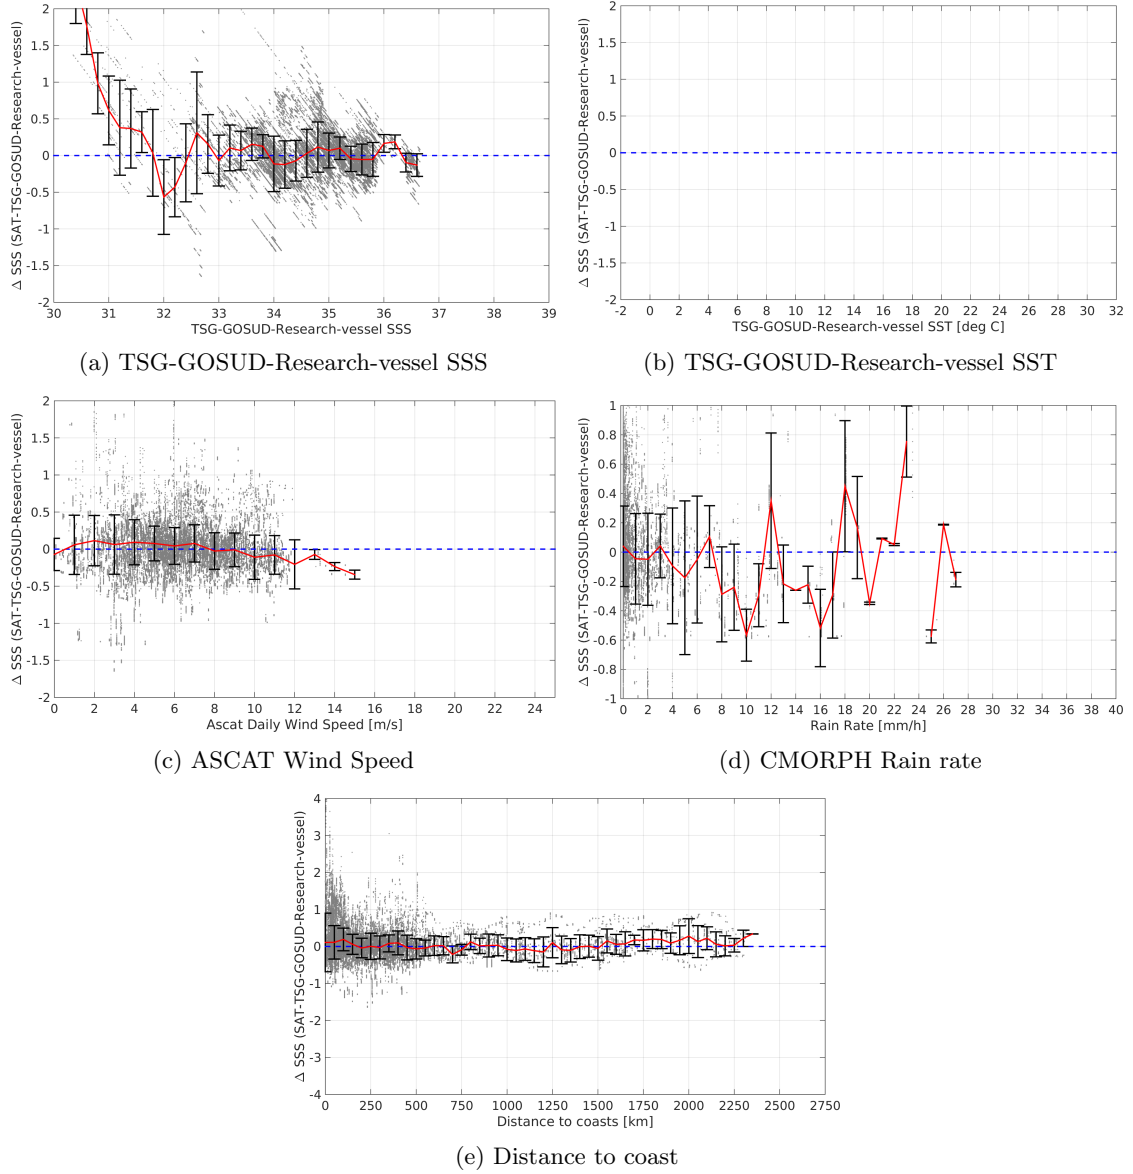 2
1.5
1
0.5
0
-0.5
-1
-1.5
-2
Δ SSS (SAT-TSG-GOSUD-Research-vessel)
30 31 32 33 34 35 36 37 38 39
TSG-GOSUD-Research-vessel SSS
(a) TSG-GOSUD-Research-vessel SSS
2
1.5
1
0.5
0
-0.5
-1
-1.5
-2
Δ SSS (SAT-TSG-GOSUD-Research-vessel)
-2 0 2 4 6 8 10 12 14 16 18 20 22 24 26 28 30 32
TSG-GOSUD-Research-vessel SST [deg C]
(b) TSG-GOSUD-Research-vessel SST
2
1.5
1
0.5
0
-0.5
-1
-1.5
-2
Δ SSS (SAT-TSG-GOSUD-Research-vessel)
0 2 4 6 8 10 12 14 16 18 20 22 24
Ascat Daily Wind Speed [m/s]
(c) ASCAT Wind Speed
1
0.8
0.6
0.4
0.2
0
-0.2
-0.4
-0.6
-0.8
-1
Δ SSS (SAT-TSG-GOSUD-Research-vessel)
0 2 4 6 8 10 12 14 16 18 20 22 24 26 28 30 32 34 36 38 40
Rain Rate [mm/h]
(d) CMORPH Rain rate
4
3
2
1
0
-1
-2
-3
-4
Δ SSS (SAT-TSG-GOSUD-Research-vessel)
0 250 500 750 1000 1250 1500 1750 2000 2250 2500 2750
Distance to coasts [km]
(e) Distance to coast